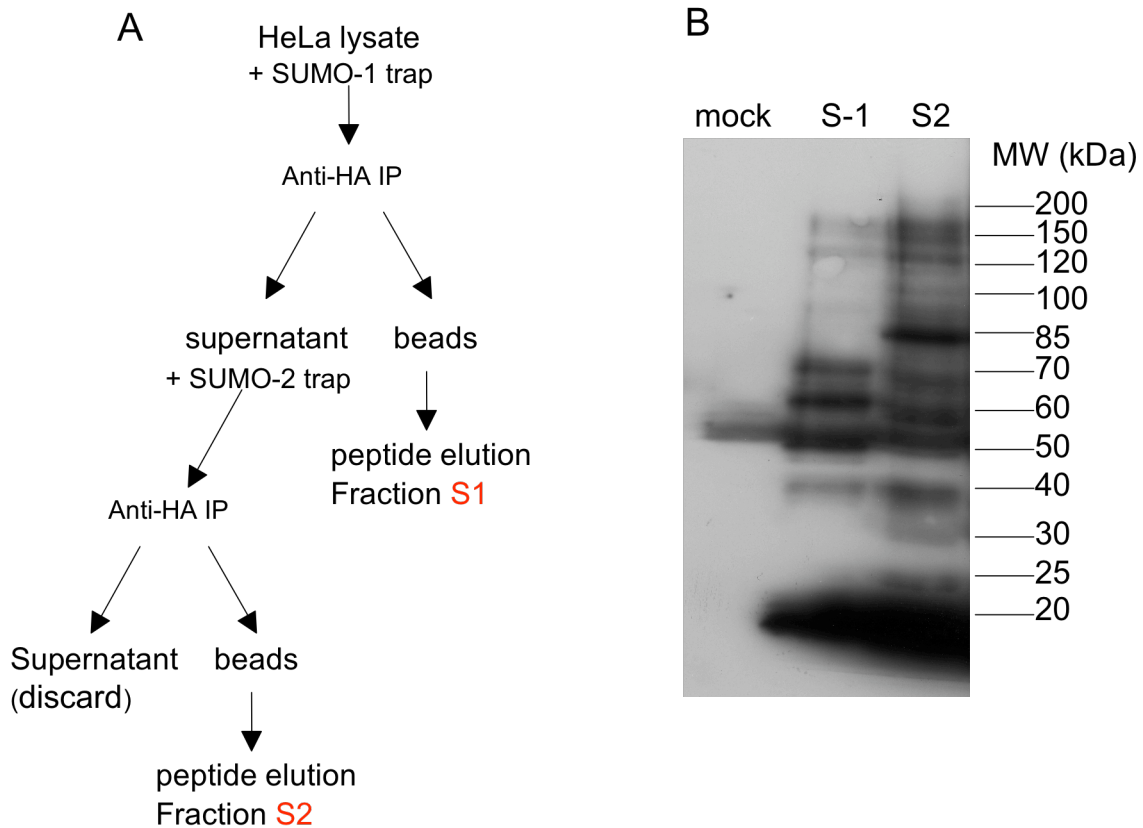 A
HeLa lysate
+ SUMO-1 trap
Anti-HA IP
supernatant beads
+ SUMO-2 trap
peptide elution
Fraction S1
Anti-HA IP
Supernatant beads
(discard)
peptide elution
Fraction S2
B
mock S-1 S2
MW (kDa)
200
150
120
100
85
70
60
50
40
30
25
20